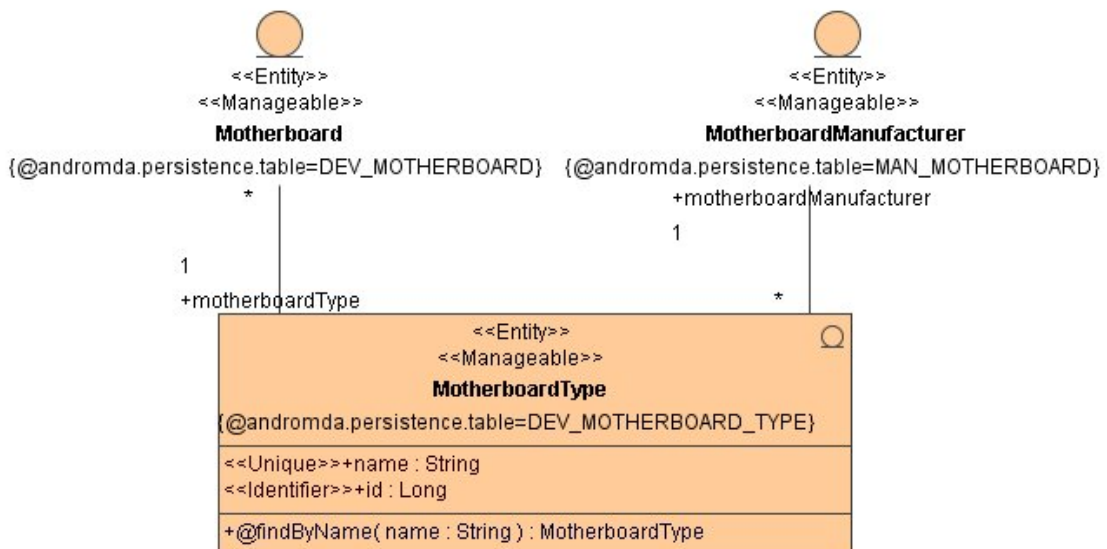 <<Entity>>
<<Manageable>>
Motherboard
{@andromda.persistence.table=DEV_MOTHERBOARD}
*
1
+motherboardType
<<Entity>>
<<Manageable>>
MotherboardManufacturer
{@andromda.persistence.table=MAN_MOTHERBOARD}
+motherboardManufacturer
1
*
<<Entity>>
<<Manageable>>
MotherboardType
{@andromda.persistence.table=DEV_MOTHERBOARD_TYPE}
<<Unique>>+name : String
<<Identifier>>+id : Long
+@findByName( name : String ) : MotherboardType